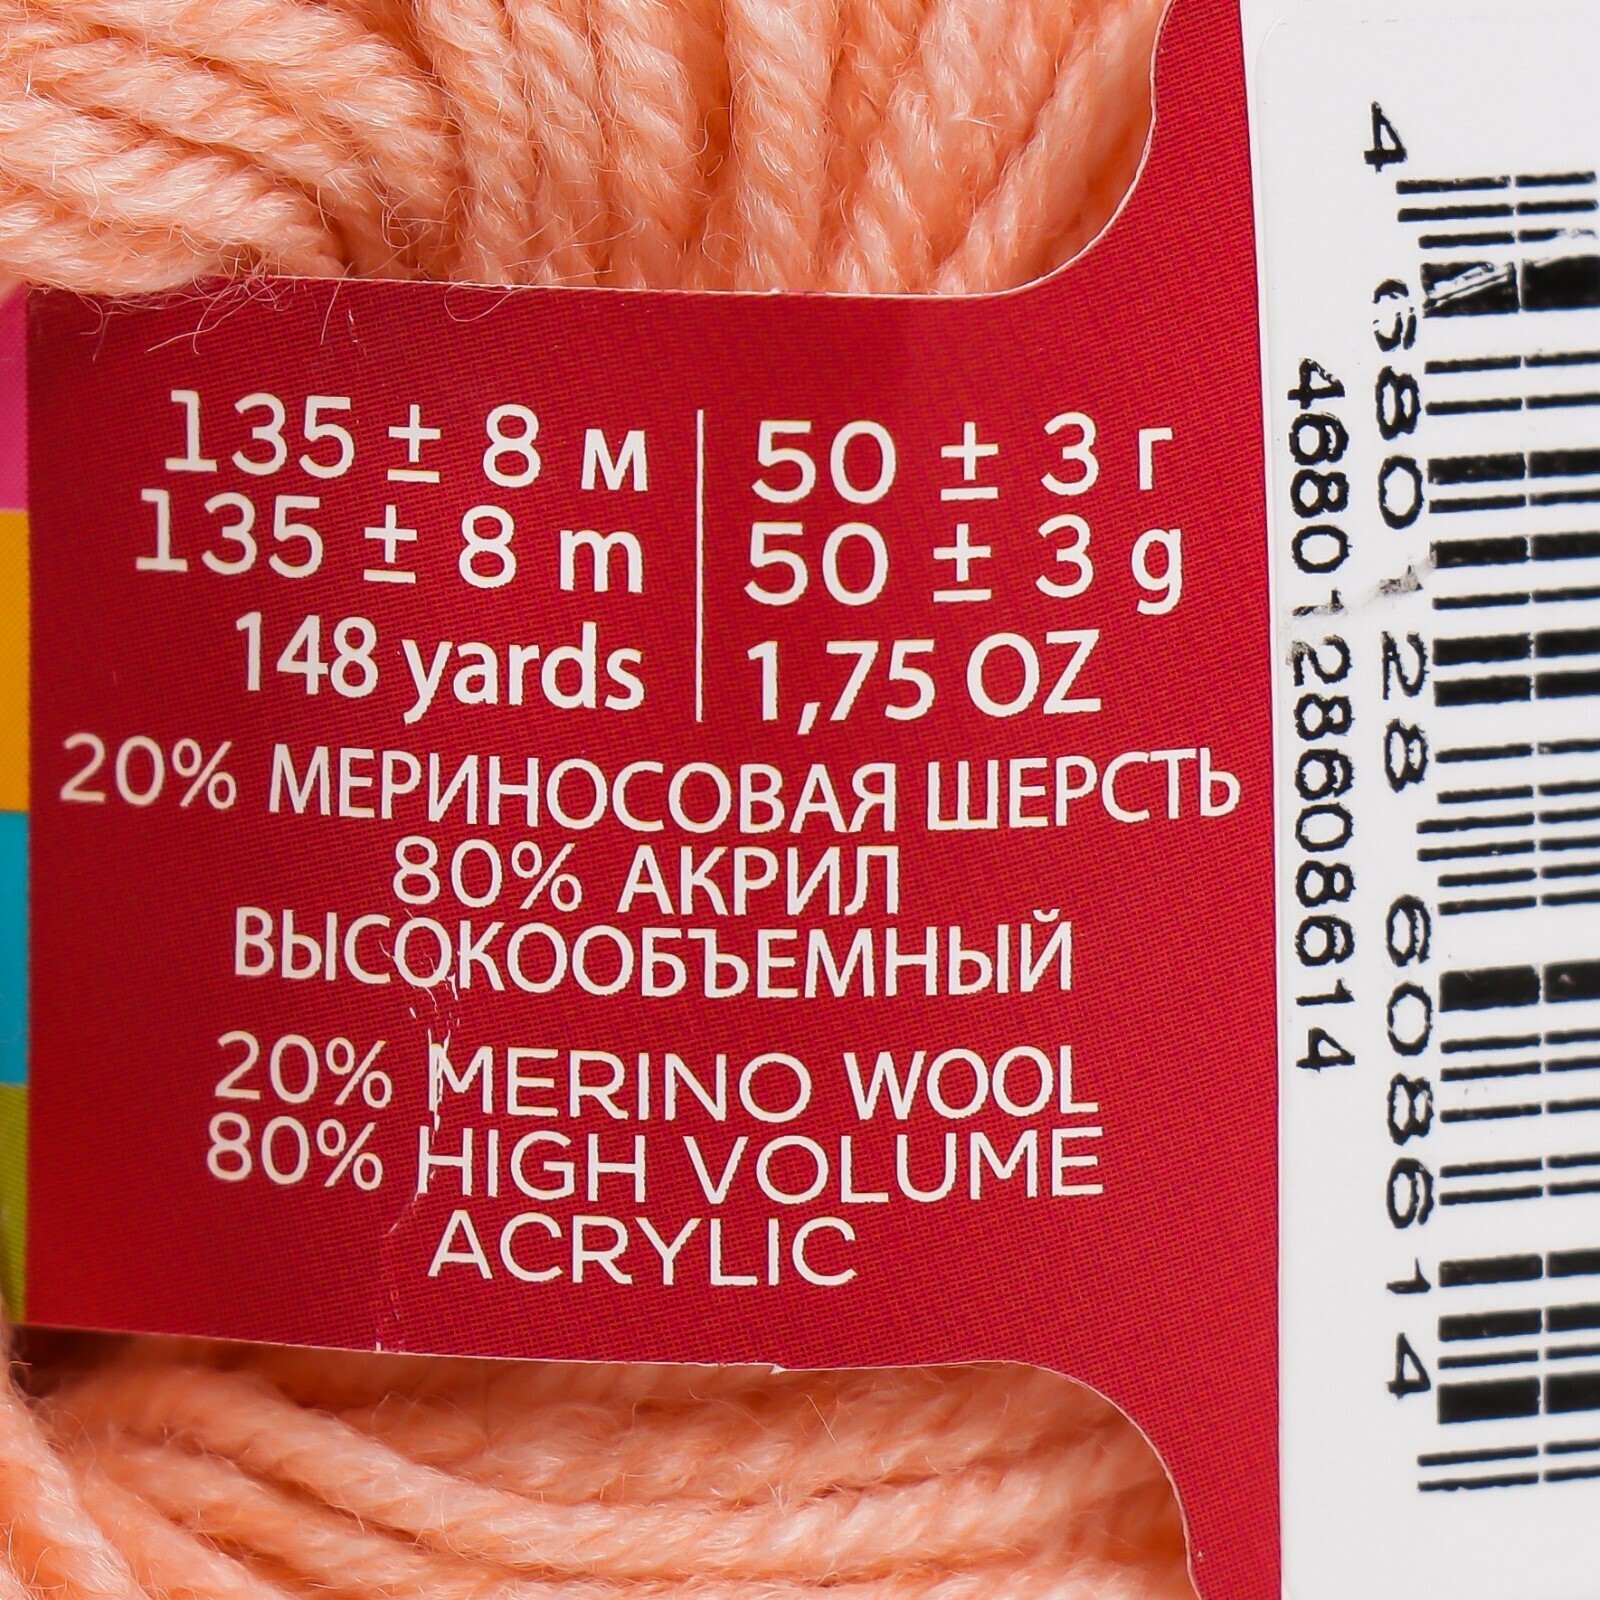 135 ± 8 м
135 ± 8 m
148 yards
50 ± 3 г
50 ± 3 g
1,75 OZ
20% МЕРИНОСОВАЯ ШЕРСТЬ
80% АКРИЛ
ВЫСОКООБЪЕМНЫЙ
20% MERINO WOOL
80% HIGH VOLUME
ACRYLIC
4 680128 608614
4680128608614